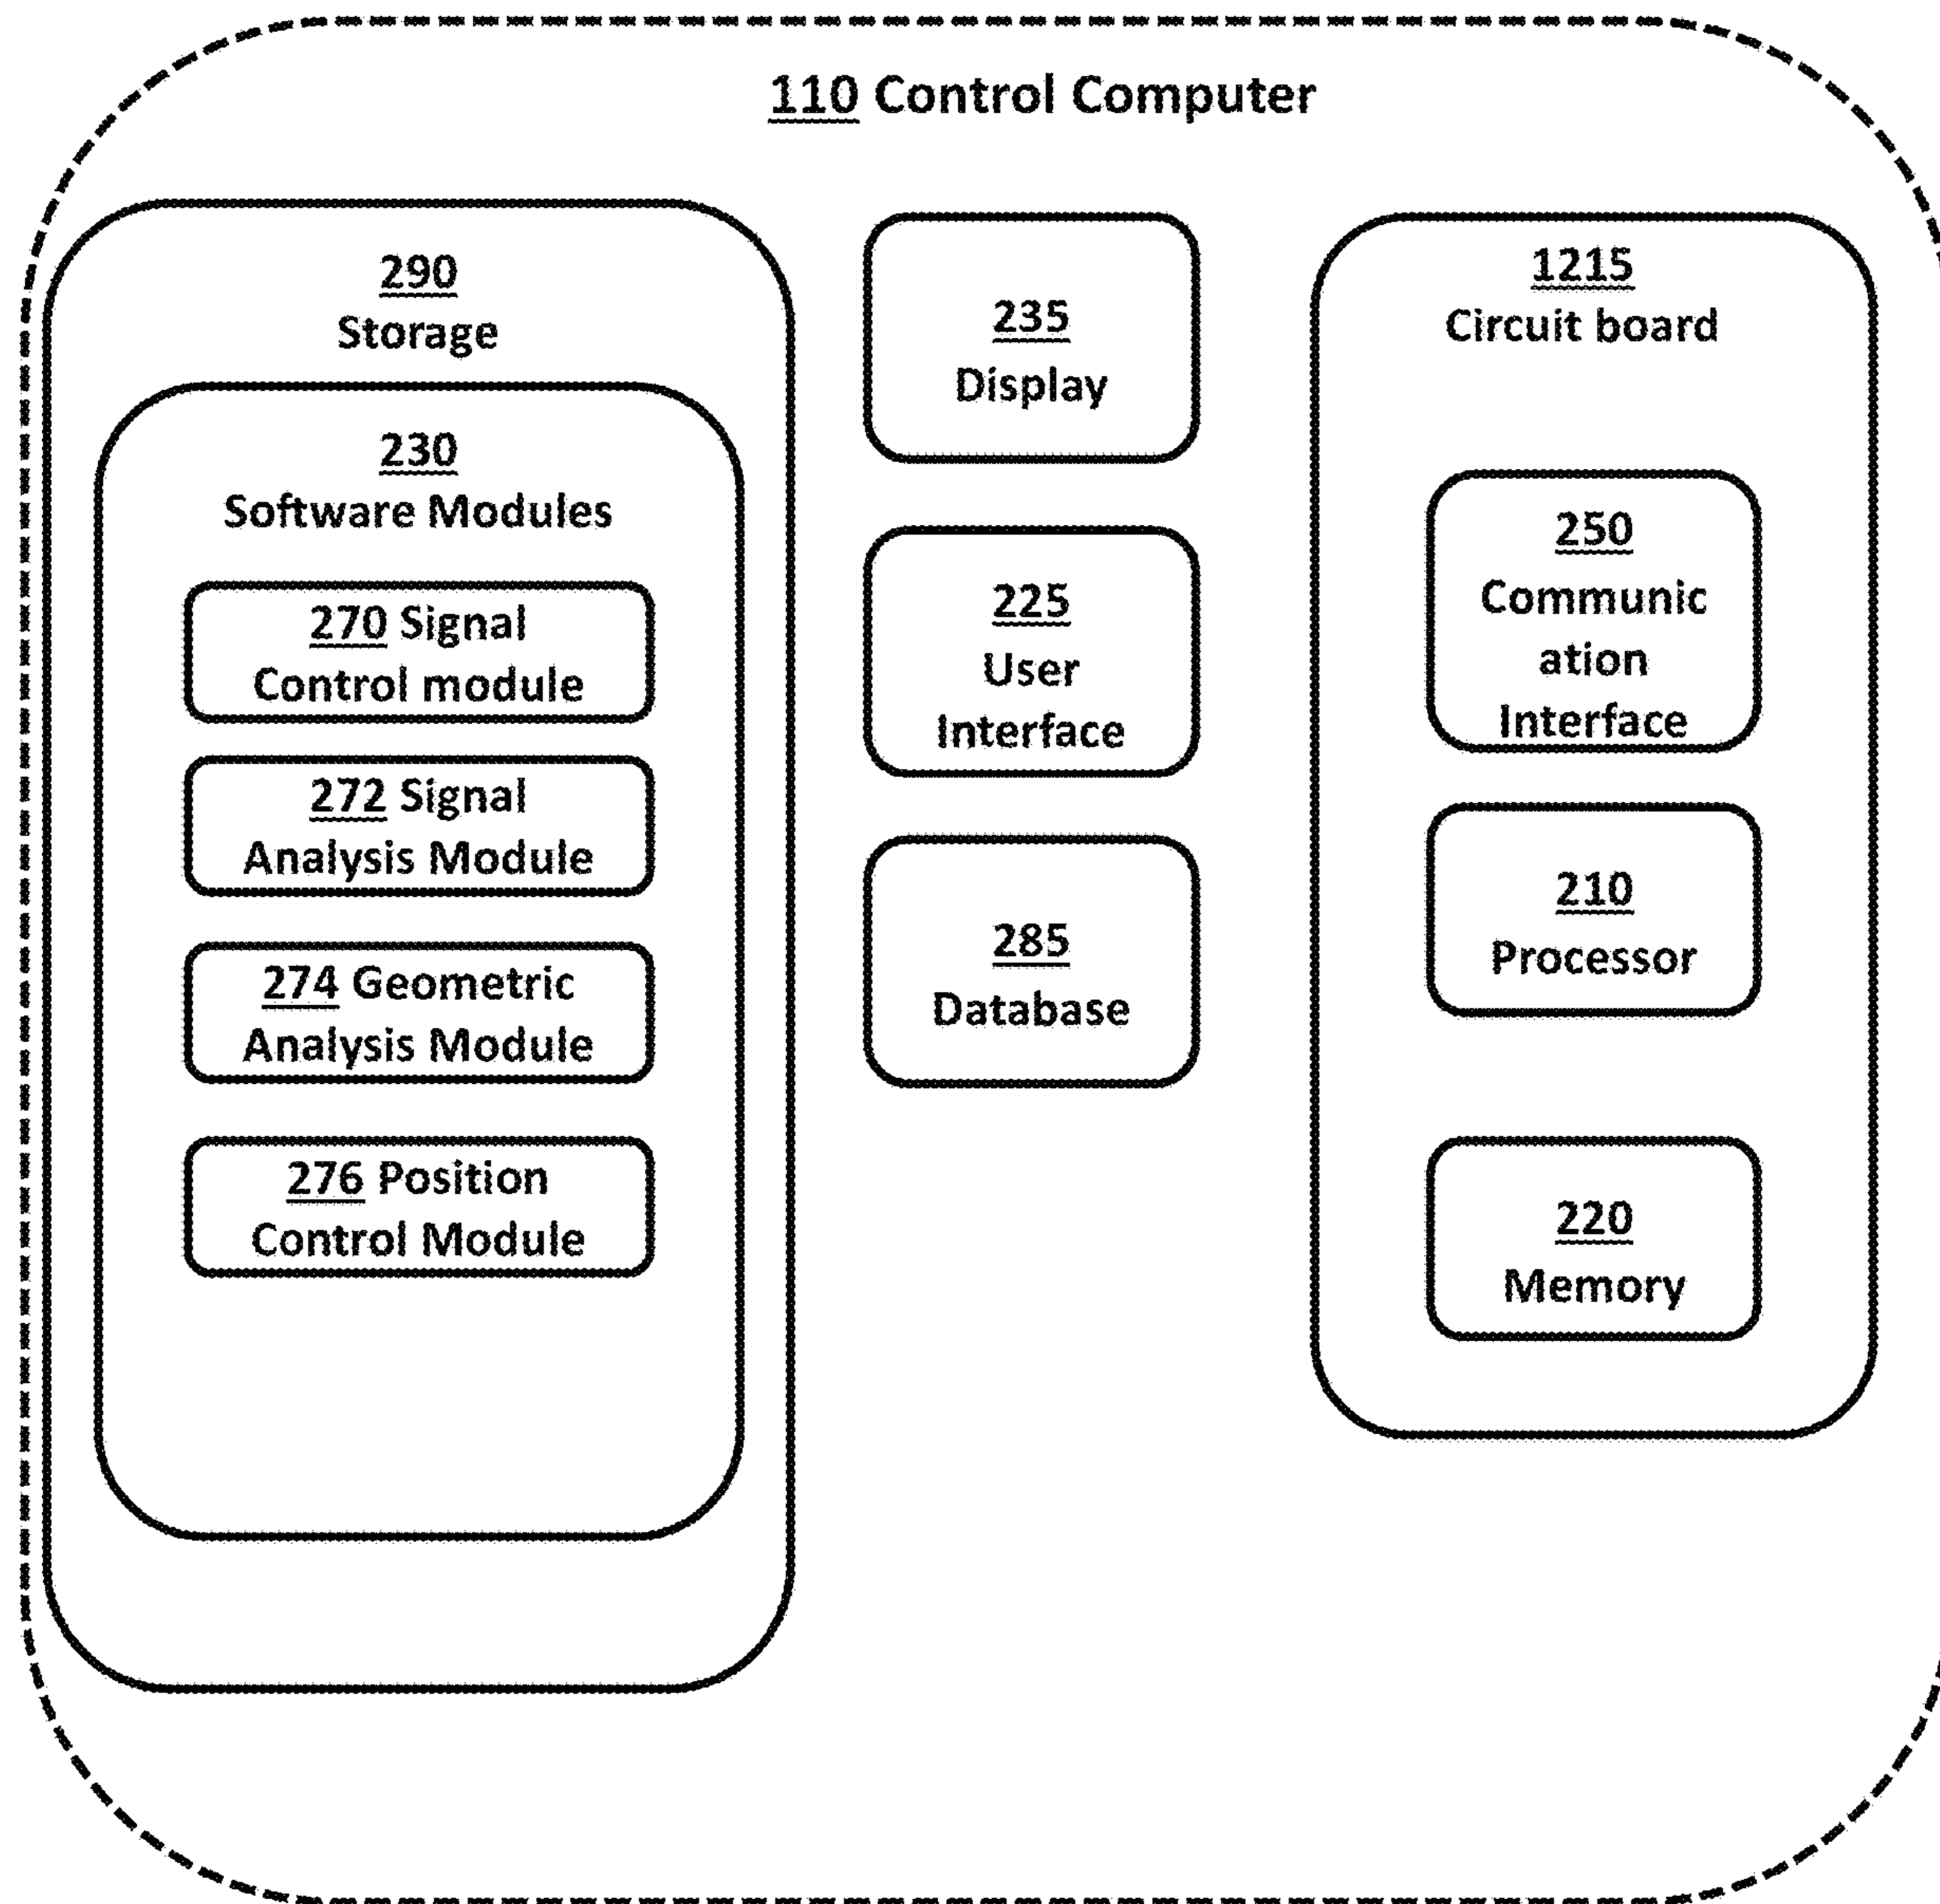 110 Control Computer
290
Storage
230
Software Modules
270 Signal
Control module
272 Signal
Analysis Module
274 Geometric
Analysis Module
276 Position
Control Module
235
Display
225
User
Interface
285
Database
1215
Circuit board
250
Communic
ation
Interface
210
Processor
220
Memory